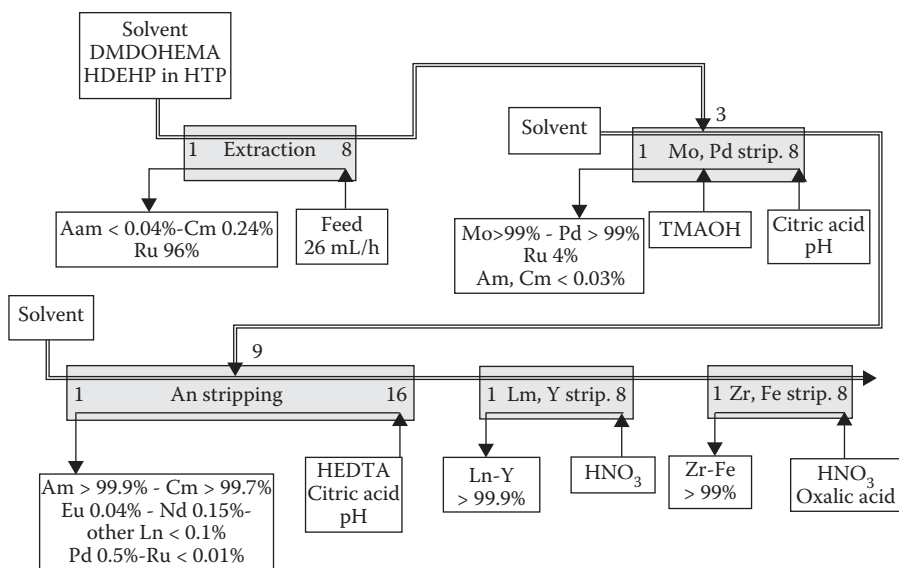 Solvent
DMDOHEMA
HDEHP in HTP
1 Extraction 8
Aam < 0.04%-Cm 0.24%
Ru 96%
Feed
26 mL/h
Solvent
3
1 Mo, Pd strip. 8
Mo>99% - Pd > 99%
Ru 4%
Am, Cm < 0.03%
TMAOH
Citric acid
pH
Solvent
9
1 An stripping 16
Am > 99.9% - Cm > 99.7%
Eu 0.04% - Nd 0.15%-
other Ln < 0.1%
Pd 0.5%-Ru < 0.01%
HEDTA
Citric acid
pH
1 Lm, Y strip. 8
Ln-Y
> 99.9%
HNO₃
1 Zr, Fe strip. 8
Zr-Fe
> 99%
HNO₃
Oxalic acid